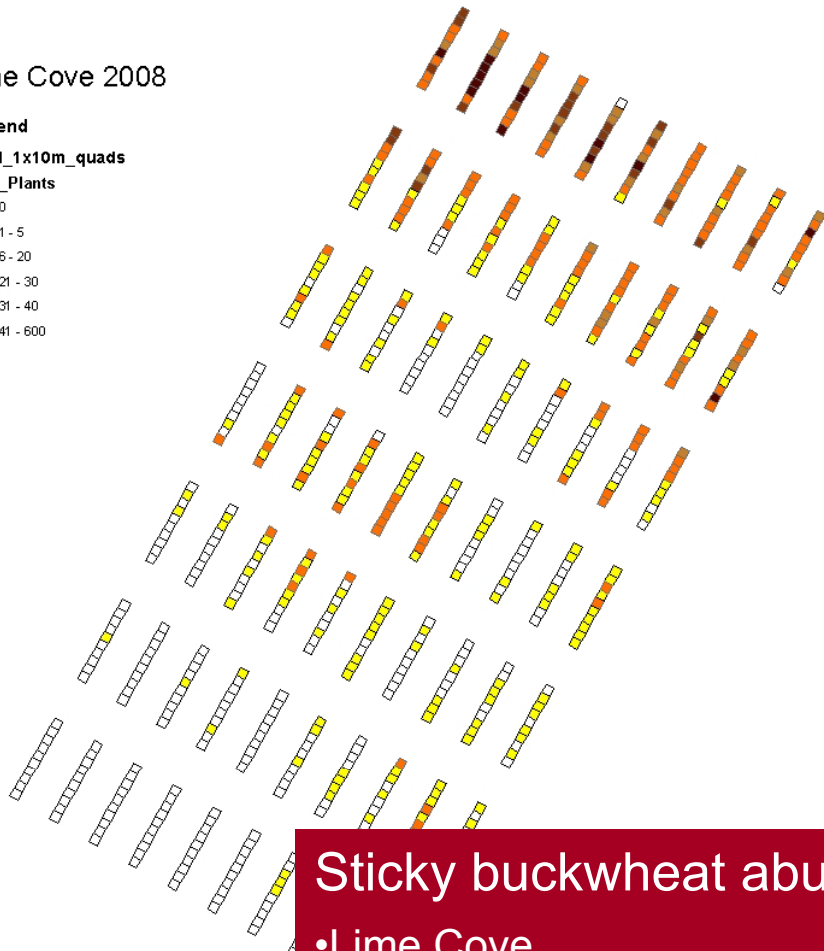 e Cove 2008
end
_1x10m_quads
_Plants
0
1 - 5
6 - 20
21 - 30
31 - 40
41 - 600
Sticky buckwheat abu
•Lime Cove